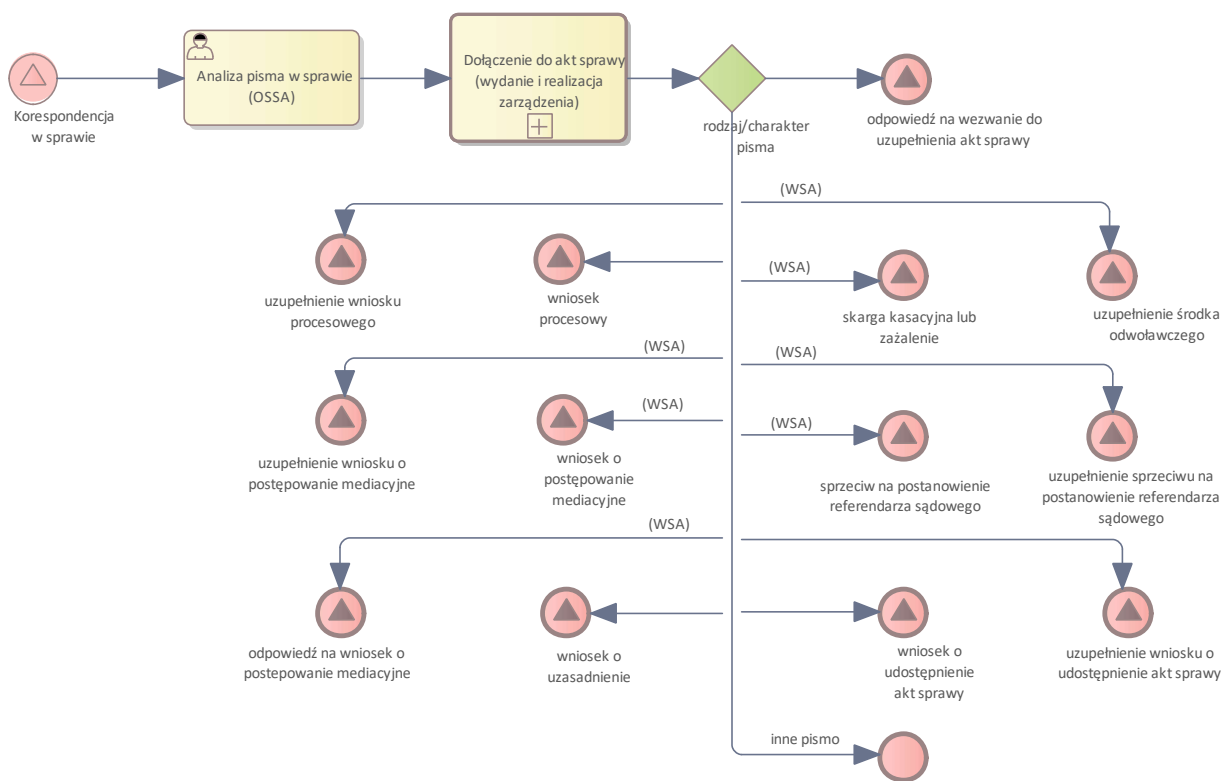 Korespondencja
w sprawie
Analiza pisma w sprawie
(OSSA)
Dołączenie do akt sprawy
(wydanie i realizacja
zarządzenia)
rodzaj/charakter
pisma
odpowiedź na wezwanie do
uzupełnienia akt sprawy
(WSA)
uzupełnienie wniosku
procesowego
wniosek
procesowy
(WSA)
skarga kasacyjna lub
zażalenie
uzupełnienie środka
odwoławczego
(WSA)
(WSA)
uzupełnienie wniosku o
postępowanie mediacyjne
(WSA)
wniosek o
postępowanie
mediacyjne
(WSA)
sprzeciw na postanowienie
referendarza sądowego
uzupełnienie sprzeciwu na
postanowienie referendarza
sądowego
(WSA)
odpowiedź na wniosek o
postepowanie mediacyjne
wniosek o
uzasadnienie
wniosek o
udostępnienie
akt sprawy
uzupełnienie wniosku o
udostępnienie akt sprawy
inne pismo